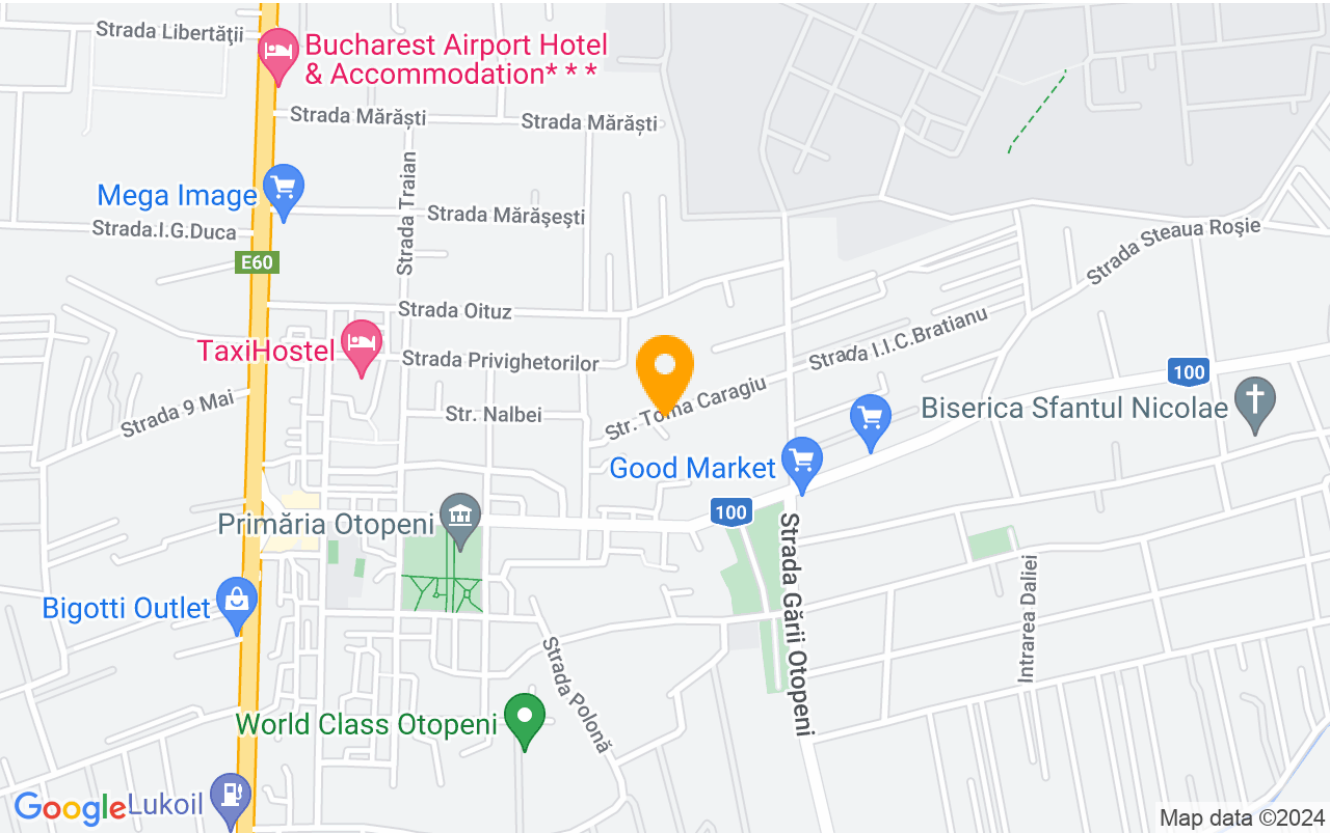 Strada Libertăţii
Bucharest Airport Hotel
& Accommodation* * *
Strada Mărăști
Strada Mărăști
Strada Traian
Mega Image
Strada Mărăşeşti
Strada.I.G.Duca
Strada Steaua Roşie
E60
Strada Oituz
Strada I.I.C.Bratianu
TaxiHostel
Strada Privighetorilor
100
Strada 9 Mai
Str. Nalbei
Str. Toma Caragiu
Biserica Sfantul Nicolae
Good Market
100
Primăria Otopeni
Strada Gării Otopeni
Intrarea Daliei
Bigotti Outlet
Strada Polonă
World Class Otopeni
Google
Lukoil
Map data ©2024